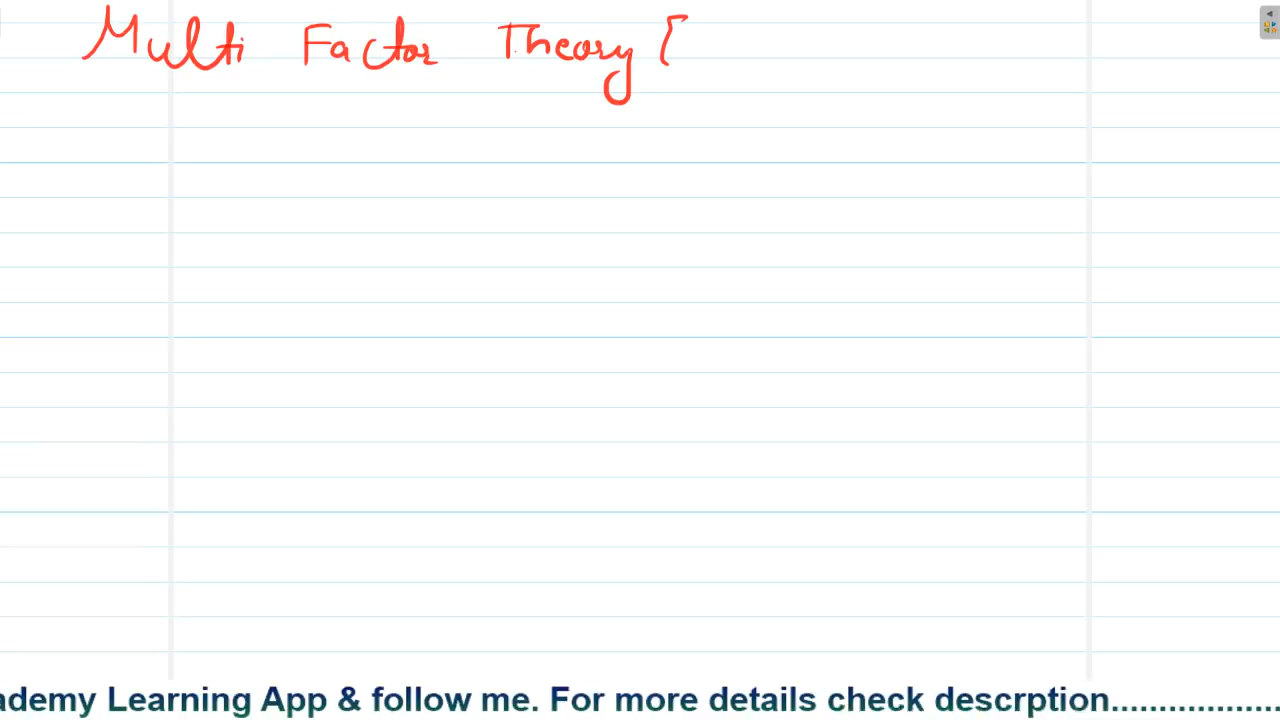 Multi Factor Theory [
ademy Learning App & follow me. For more details check descrption..................